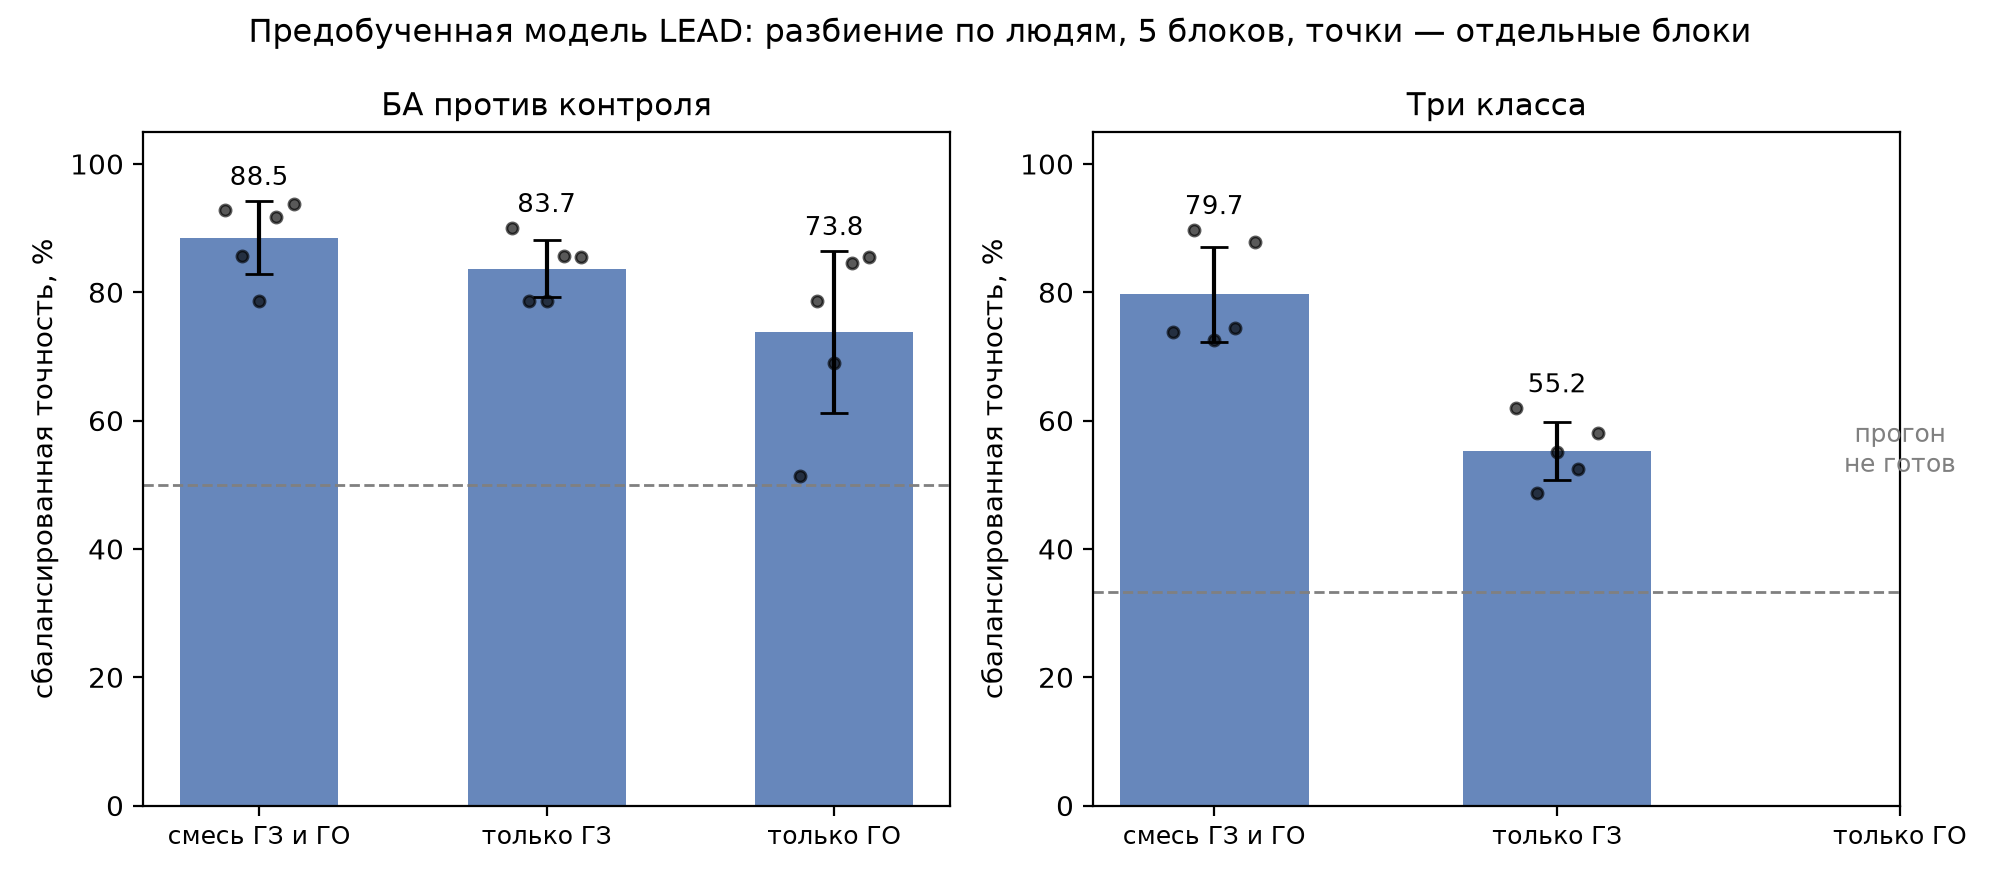 Предобученная модель LEAD: разбиение по людям, 5 блоков, точки — отдельные блоки
БА против контроля
сбалансированная точность, %
100
80
60
40
20
0
88.5
83.7
73.8
смесь ГЗ и ГО
только ГЗ
только ГО
Три класса
сбалансированная точность, %
100
80
60
40
20
0
79.7
55.2
прогон
не готов
смесь ГЗ и ГО
только ГЗ
только ГО